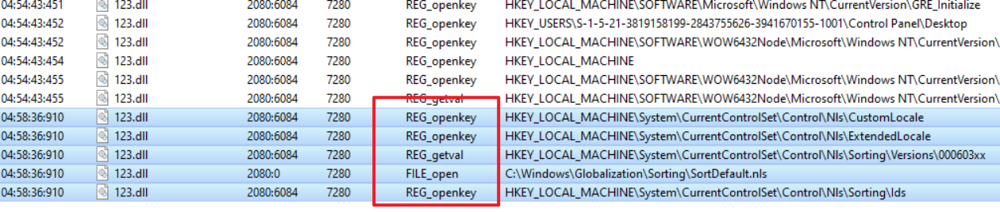 04:54:43:451 123.dll 2080:6084 7280 REG_openkey HKEY_LOCAL_MACHINE\SOFTWARE\Microsoft\Windows NT\CurrentVersion\GRE_Initialize
04:54:43:452 123.dll 2080:6084 7280 REG_openkey HKEY_USERS\S-1-5-21-3819158199-2843755626-3941670155-1001\Control Panel\Desktop
04:54:43:452 123.dll 2080:6084 7280 REG_openkey HKEY_LOCAL_MACHINE\SOFTWARE\WOW6432Node\Microsoft\Windows NT\CurrentVersion\
04:54:43:454 123.dll 2080:6084 7280 REG_openkey HKEY_LOCAL_MACHINE
04:54:43:455 123.dll 2080:6084 7280 REG_openkey HKEY_LOCAL_MACHINE\SOFTWARE\WOW6432Node\Microsoft\Windows NT\CurrentVersion\
04:54:43:455 123.dll 2080:6084 7280 REG_getval HKEY_LOCAL_MACHINE\SOFTWARE\WOW6432Node\Microsoft\Windows NT\CurrentVersion\
04:58:36:910 123.dll 2080:6084 7280 REG_openkey HKEY_LOCAL_MACHINE\System\CurrentControlSet\Control\Nls\CustomLocale
04:58:36:910 123.dll 2080:6084 7280 REG_openkey HKEY_LOCAL_MACHINE\System\CurrentControlSet\Control\Nls\ExtendedLocale
04:58:36:910 123.dll 2080:6084 7280 REG_getval HKEY_LOCAL_MACHINE\System\CurrentControlSet\Control\Nls\Sorting\Versions\000603xx
04:58:36:910 123.dll 2080:0 7280 FILE_open C:\Windows\Globalization\Sorting\SortDefault.nls
04:58:36:910 123.dll 2080:6084 7280 REG_openkey HKEY_LOCAL_MACHINE\System\CurrentControlSet\Control\Nls\Sorting\Ids